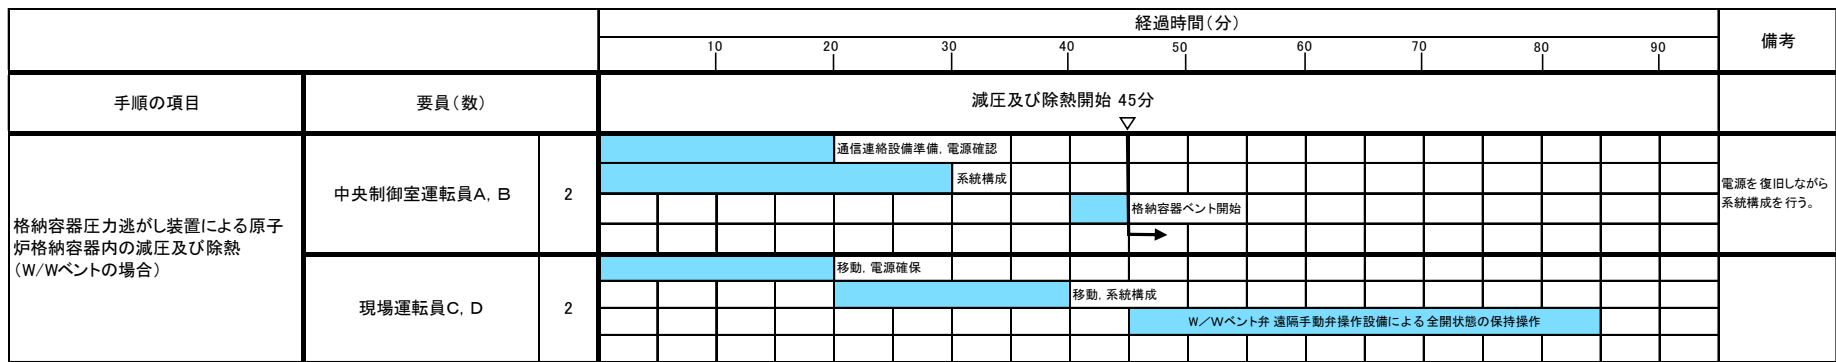 経過時間(分)
備考
10 20 30 40 50 60 70 80 90
手順の項目
要員(数)
減圧及び除熱開始 45分
格納容器圧力逃がし装置による原子
炉格納容器内の減圧及び除熱
(W/Wベントの場合)
中央制御室運転員A, B
2
通信連絡設備準備, 電源確認
系統構成
格納容器ベント開始
電源を復旧しながら
系統構成を行う。
現場運転員C, D
2
移動, 電源確保
移動, 系統構成
W/Wベント弁 遠隔手動弁操作設備による全開状態の保持操作